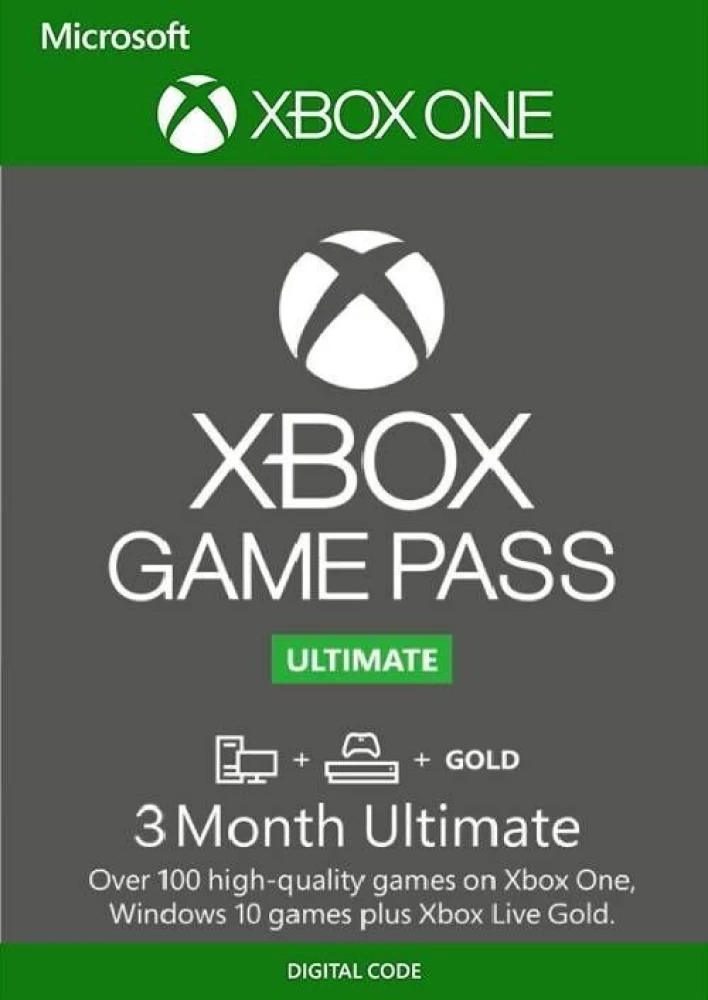 Microsoft
XBOX ONE
XBOX
GAME PASS
ULTIMATE
+ + GOLD
3 Month Ultimate
Over 100 high-quality games on Xbox One,
Windows 10 games plus Xbox Live Gold.
DIGITAL CODE